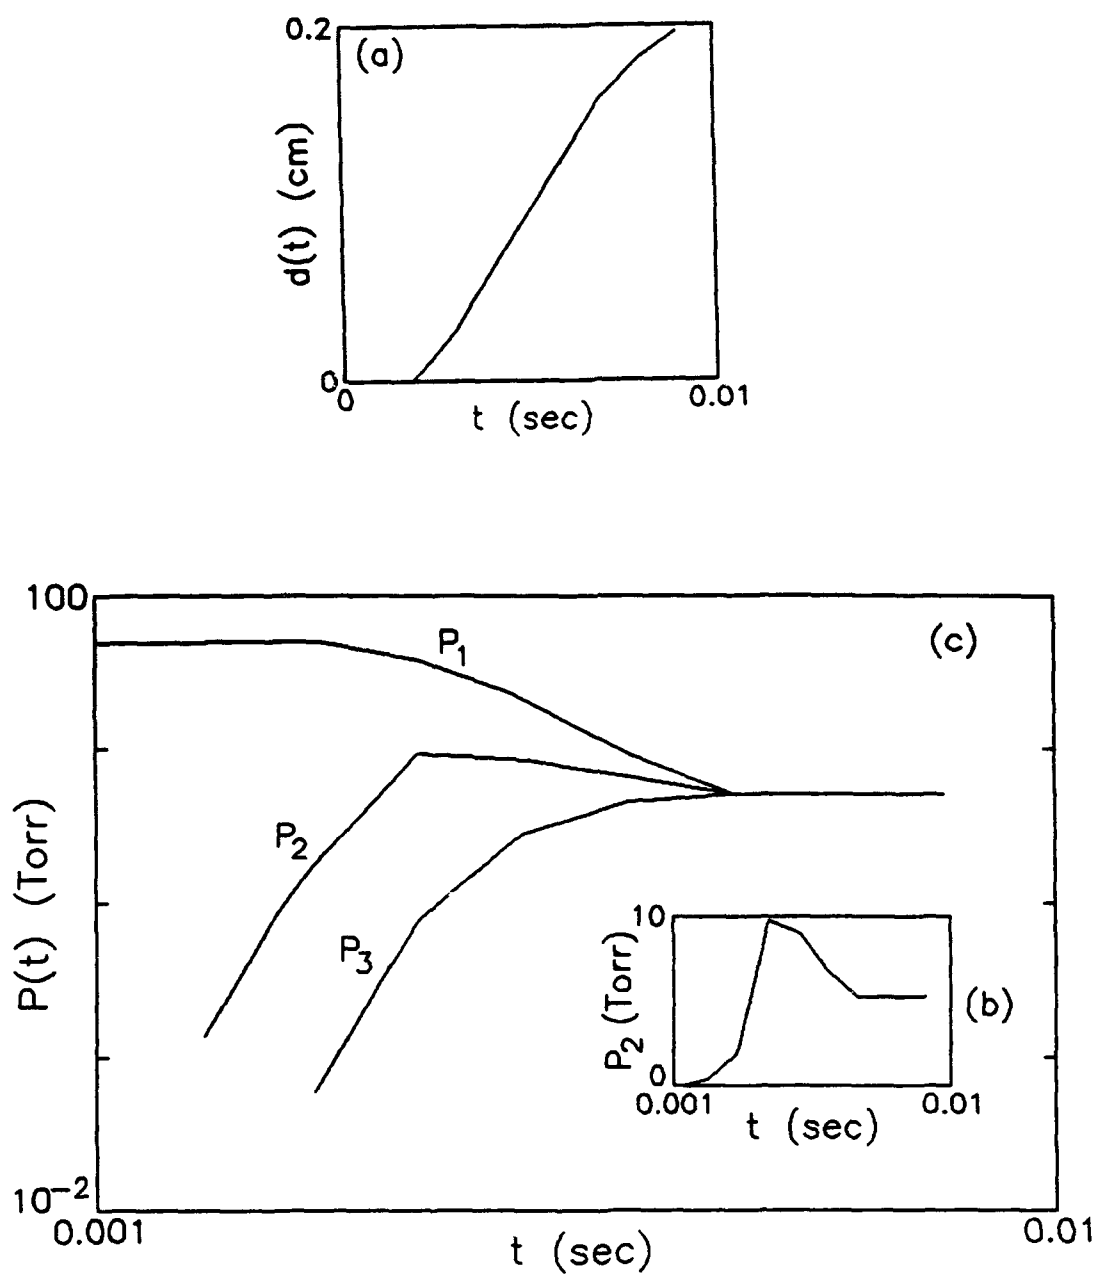 0.2
(a)
d(t) (cm)
0
0
0.01
t (sec)
100
(c)
P1
P2
P3
P(t) (Torr)
10
P2 (Torr)
(b)
0
0.001
0.01
t (sec)
10-2
0.001
0.01
t (sec)